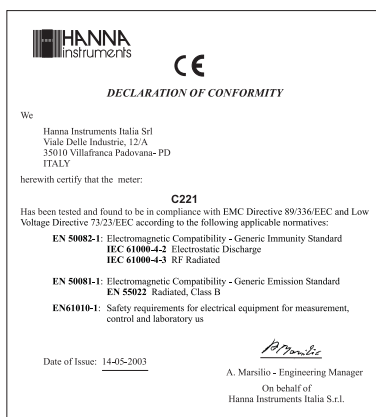 HANNA
instruments
CE
DECLARATION OF CONFORMITY
We
Hanna Instruments Italia Srl
Viale Delle Industrie, 12/A
35010 Villafranca Padovana- PD
ITALY
herewith certify that the meter:
C221
Has been tested and found to be in compliance with EMC Directive 89/336/EEC and Low
Voltage Directive 73/23/EEC according to the following applicable normatives:
EN 50082-1: Electromagnetic Compatibility - Generic Immunity Standard
IEC 61000-4-2 Electrostatic Discharge
IEC 61000-4-3 RF Radiated
EN 50081-1: Electromagnetic Compatibility - Generic Emission Standard
EN 55022 Radiated, Class B
EN61010-1: Safety requirements for electrical equipment for measurement,
control and laboratory us
Date of Issue: 14-05-2003
A. Marsilio - Engineering Manager
On behalf of
Hanna Instruments Italia S.r.l.